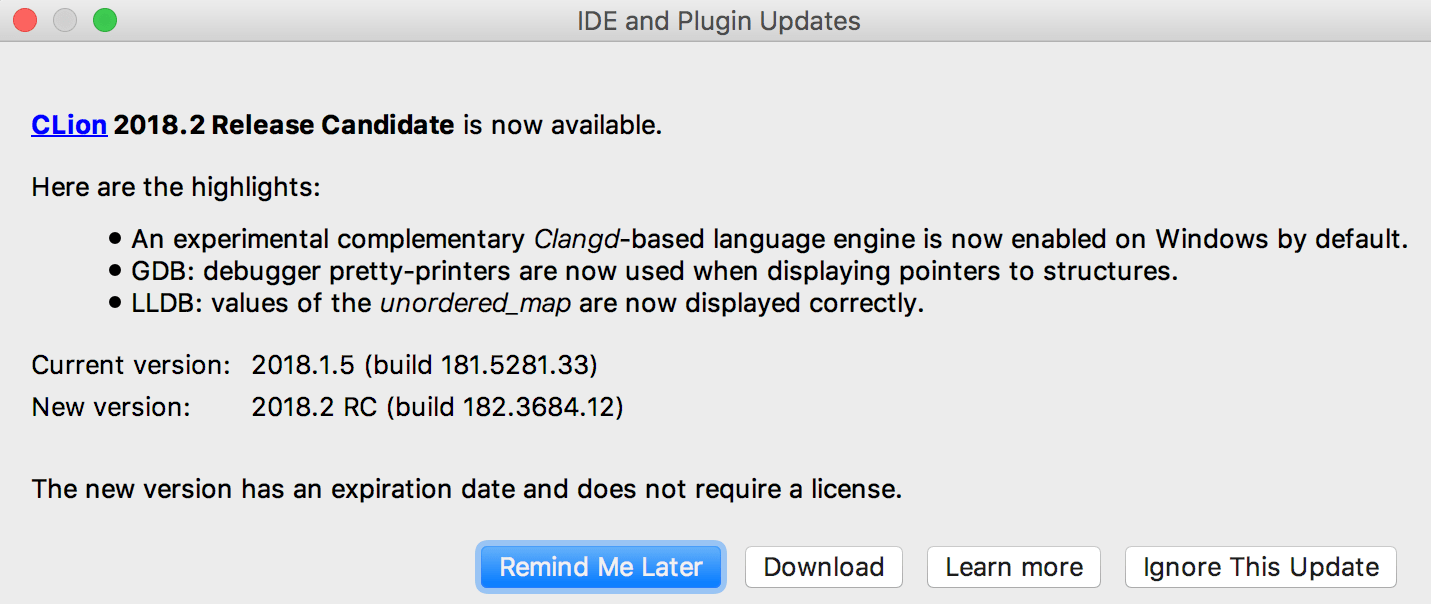 IDE and Plugin Updates
CLion 2018.2 Release Candidate is now available.
Here are the highlights:
• An experimental complementary Clangd-based language engine is now enabled on Windows by default.
• GDB: debugger pretty-printers are now used when displaying pointers to structures.
• LLDB: values of the unordered_map are now displayed correctly.
Current version: 2018.1.5 (build 181.5281.33)
New version: 2018.2 RC (build 182.3684.12)
The new version has an expiration date and does not require a license.
Remind Me Later Download Learn more Ignore This Update